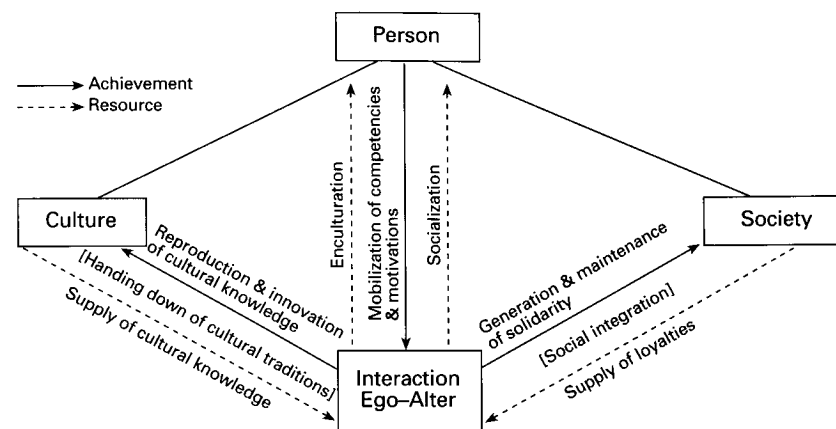 Person
Achievement
Resource
Culture
Society
Enculturation
Mobilization of competencies
& motivations
Socialization
Reproduction & innovation
of cultural knowledge
[Handing down of cultural traditions]
Supply of cultural knowledge
Generation & maintenance
of solidarity
[Social integration]
Supply of loyalties
Interaction
Ego–Alter